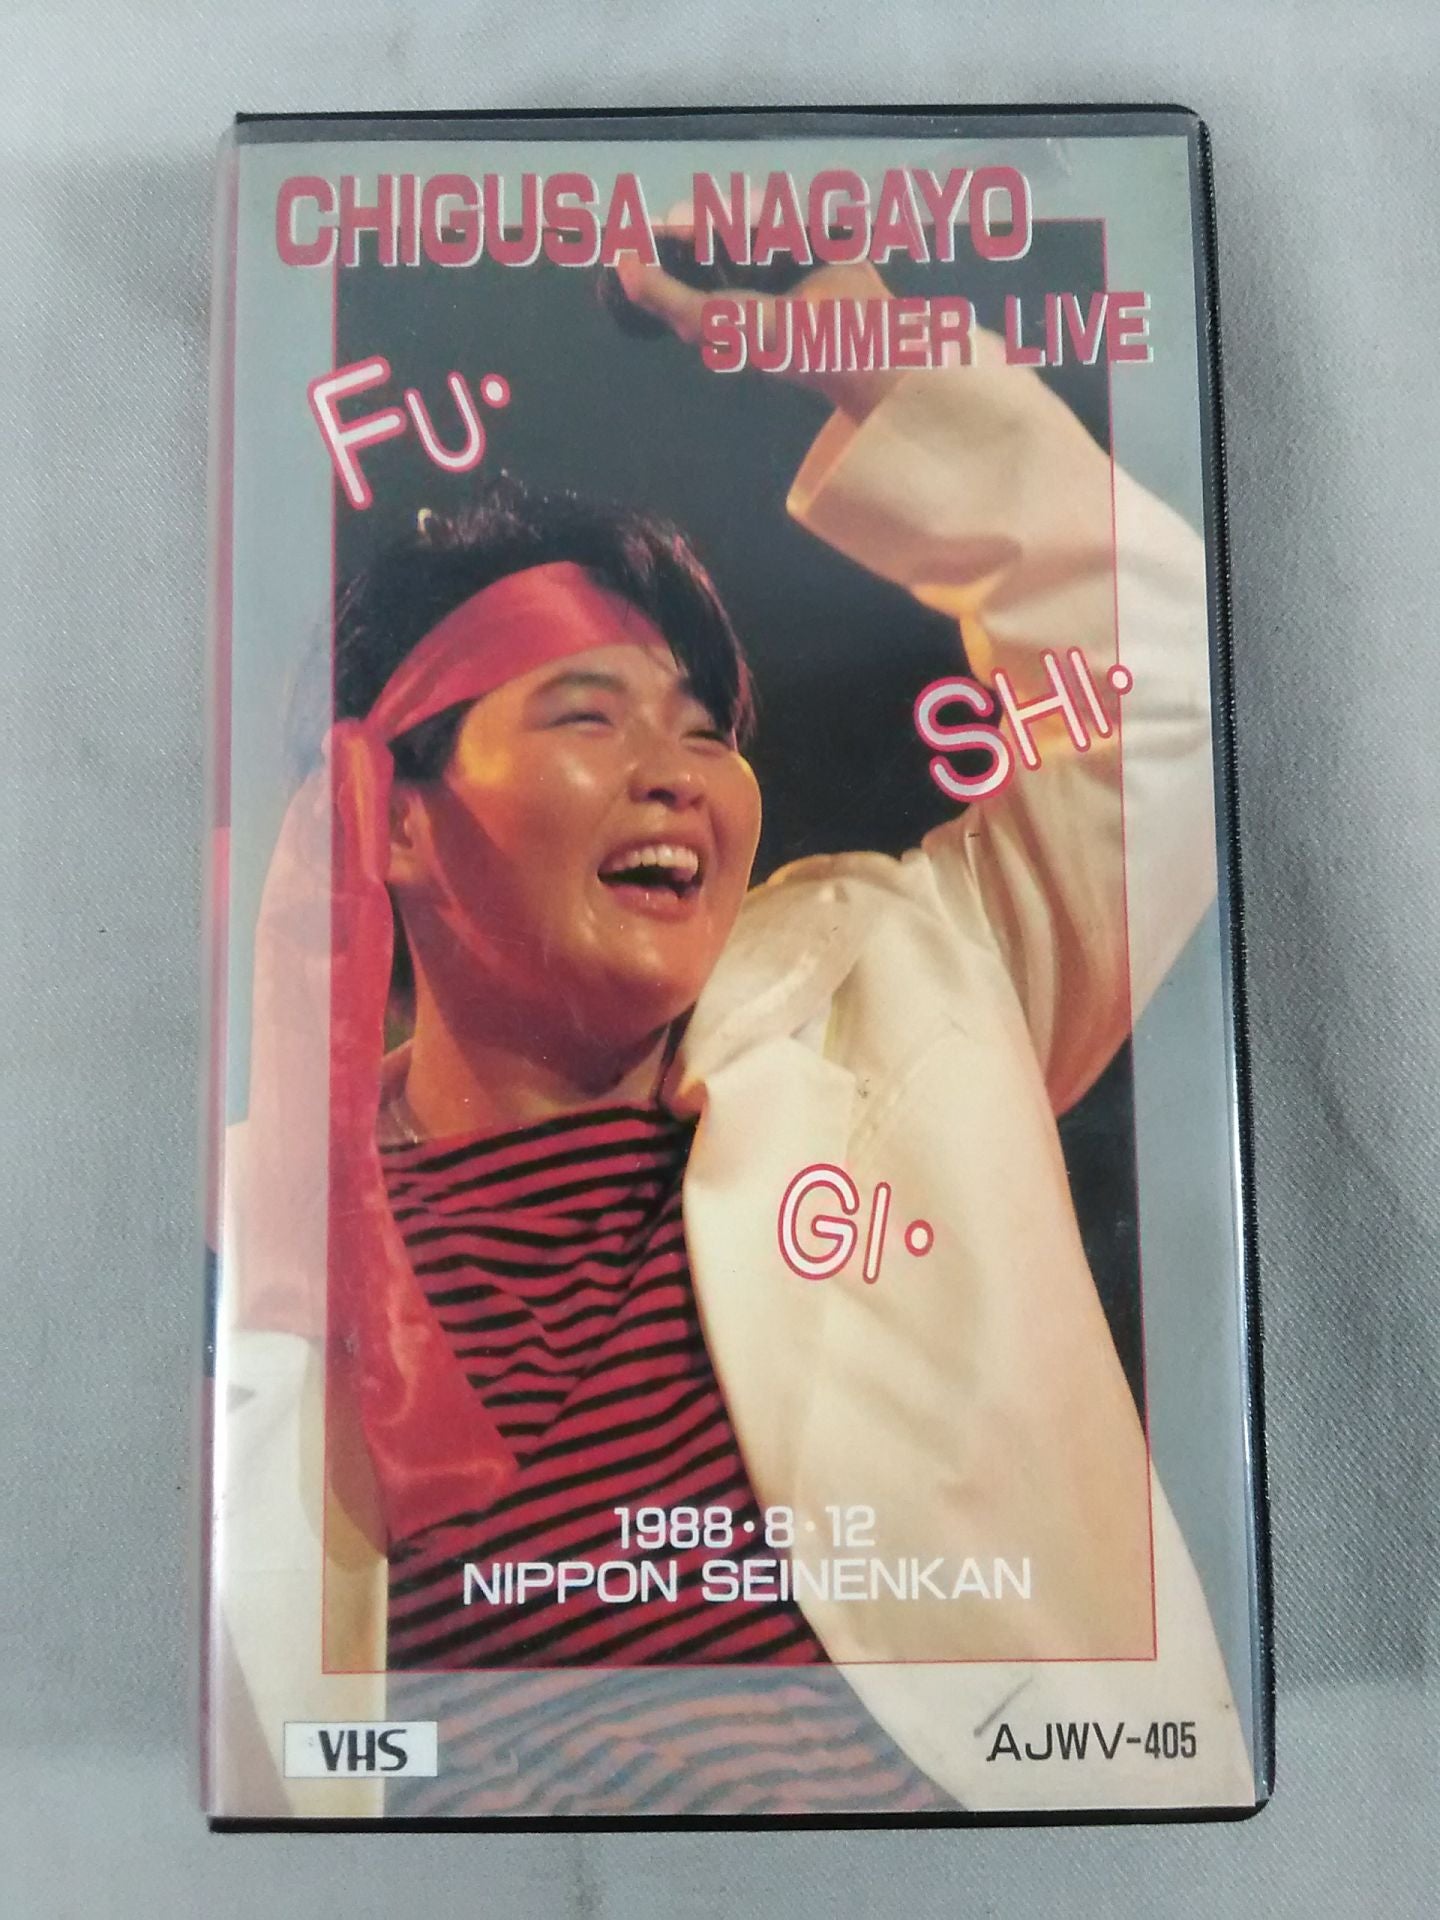 CHIGUSA NAGAYO
SUMMER LIVE
FU•
SHI•
GI•
1988•8•12
NIPPON SEINENKAN
VHS
AJWV-405